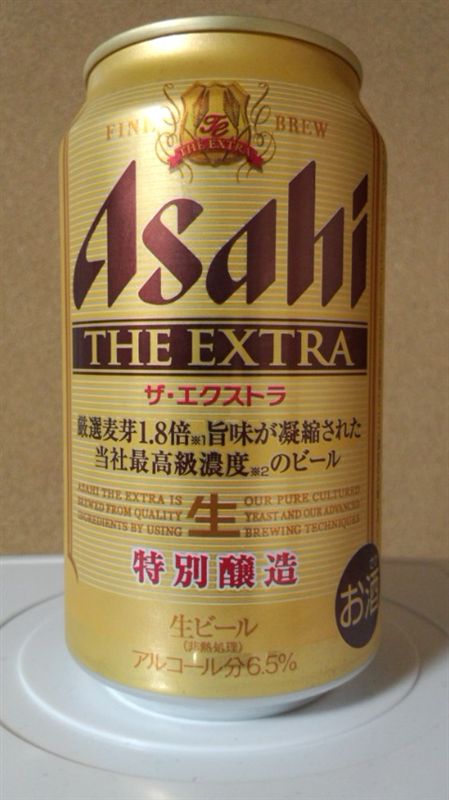 FINE BREW
THE EXTRA
Asahi
THE EXTRA
ザ・エクストラ
厳選麦芽1.8倍※1旨味が凝縮された
当社最高級濃度※2のビール
ASAHI THE EXTRA IS
BREWED FROM QUALITY
INGREDIENTS BY USING
生
OUR PURE CULTURED
YEAST AND OUR ADVANCED
BREWING TECHNIQUES
特別醸造
お酒
生ビール
(非熱処理)
アルコール分6.5%